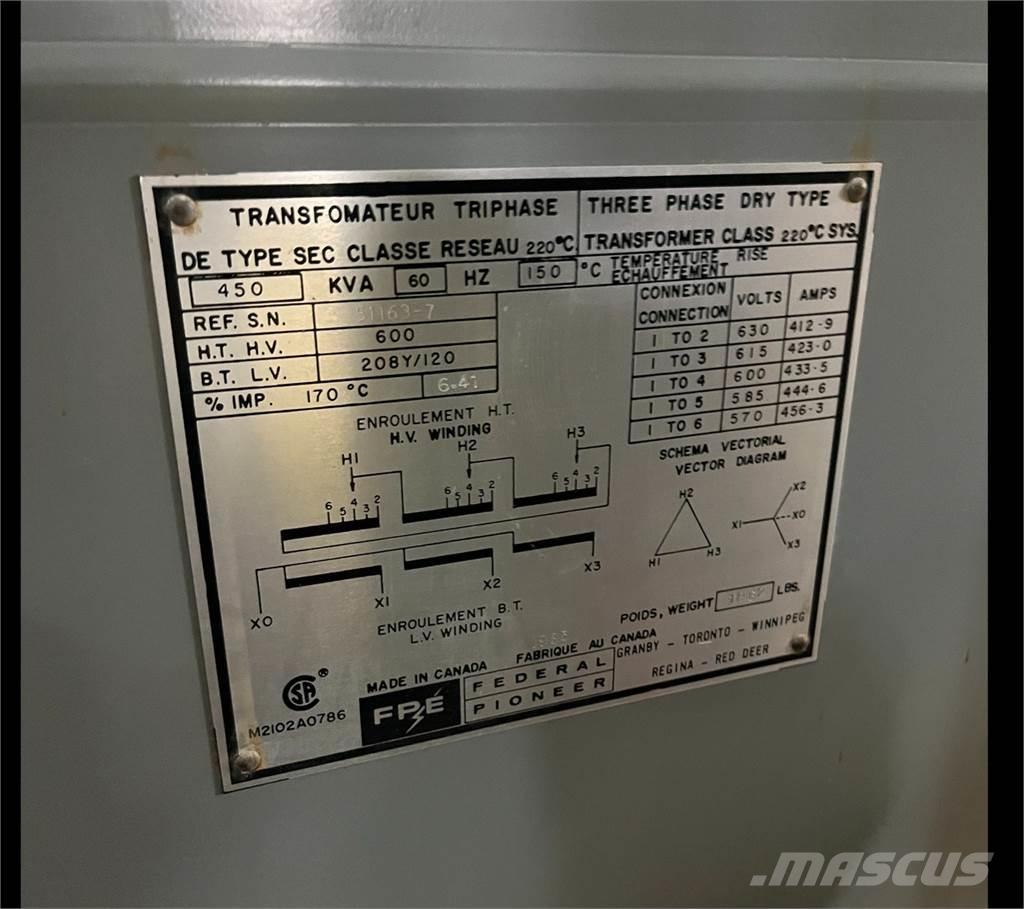 TRANSFOMATEUR TRIPHASE
DE TYPE SEC CLASSE RESEAU 220°C.
THREE PHASE DRY TYPE
TRANSFORMER CLASS 220°C SYS.
450 KVA 60 HZ 150 °C TEMPERATURE RISE
ECHAUFFEMENT
REF. S.N. 31163-7
H.T. H.V. 600
B.T. L.V. 208Y/120
% IMP. 170 °C 6.41
CONNEXION VOLTS AMPS
CONNECTION
1 TO 2 630 412-9
1 TO 3 615 423-0
1 TO 4 600 433-5
1 TO 5 585 444-6
1 TO 6 570 456-3
ENROULEMENT H.T.
H.V. WINDING
H1 H2 H3
6 5 4 3 2 6 5 4 3 2 6 5 4 3 2
X0 X1 X2 X3
ENROULEMENT B.T.
L.V. WINDING
SCHEMA VECTORIAL
VECTOR DIAGRAM
H2
H1 H3
X2
X1 X0
X3
POIDS, WEIGHT LBS.
SA ®
M2102A0786
MADE IN CANADA FABRIQUE AU CANADA
FPE FEDERAL
PIONEER
GRANBY - TORONTO - WINNIPEG
REGINA - RED DEER
.MASCUS